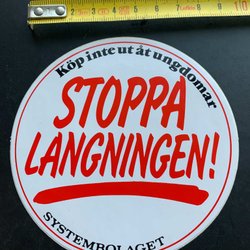 Köp inte ut åt ungdomar
STOPPA
LANGNINGEN!
SYSTEMBOLAGET